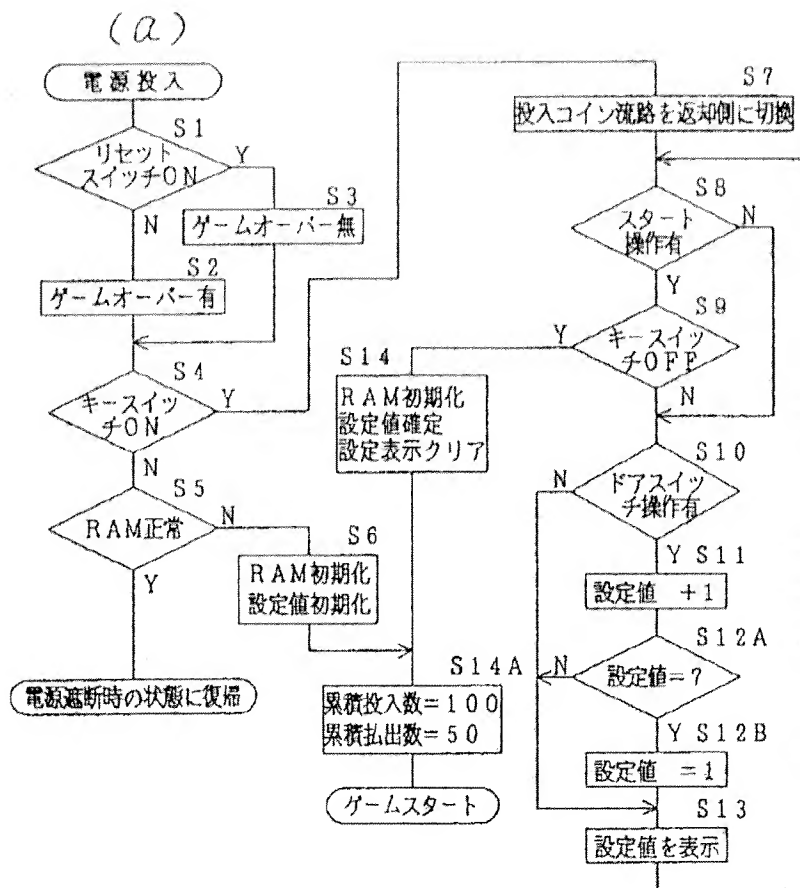 (a)
電源投入
S1
リセット
スイッチON
Y
N
S3
ゲームオーバー無
S2
ゲームオーバー有
S4
キースイッ
チON
Y
N
S5
RAM正常
N
Y
S6
RAM初期化
設定値初期化
電源遮断時の状態に復帰
S7
投入コイン流路を返却側に切換
S8
スタート
操作有
N
Y
S9
キースイッ
チOFF
Y
N
S14
RAM初期化
設定値確定
設定表示クリア
S10
ドアスイッ
チ操作有
N
Y S11
設定値 +1
S12A
設定値=7
N
Y S12B
設定値 =1
S13
設定値を表示
S14A
累積投入数=100
累積払出数=50
ゲームスタート